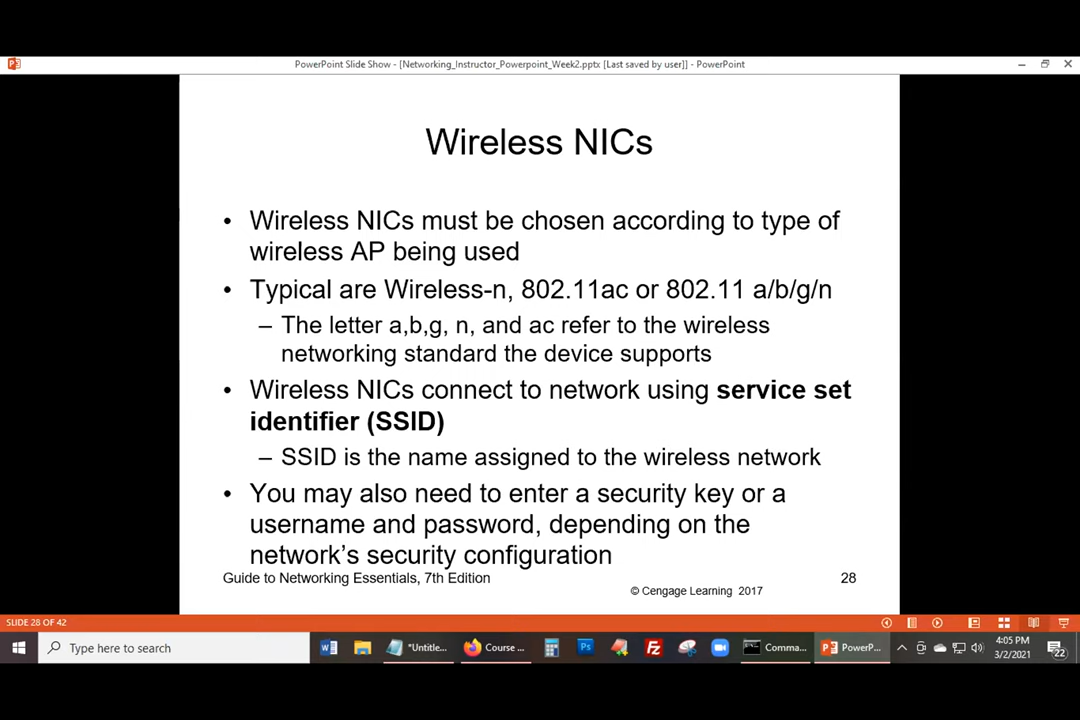 PowerPoint Slide Show - [Networking_Instructor_Powerpoint_Week2.pptx [Last saved by user]] - PowerPoint
Wireless NICs
• Wireless NICs must be chosen according to type of
wireless AP being used
• Typical are Wireless-n, 802.11ac or 802.11 a/b/g/n
– The letter a,b,g, n, and ac refer to the wireless
networking standard the device supports
• Wireless NICs connect to network using service set
identifier (SSID)
– SSID is the name assigned to the wireless network
• You may also need to enter a security key or a
username and password, depending on the
network's security configuration
Guide to Networking Essentials, 7th Edition
28
© Cengage Learning 2017
SLIDE 28 OF 42
Type here to search
*Untitle...
Course ...
Comma...
PowerP...
4:05 PM
3/2/2021
22